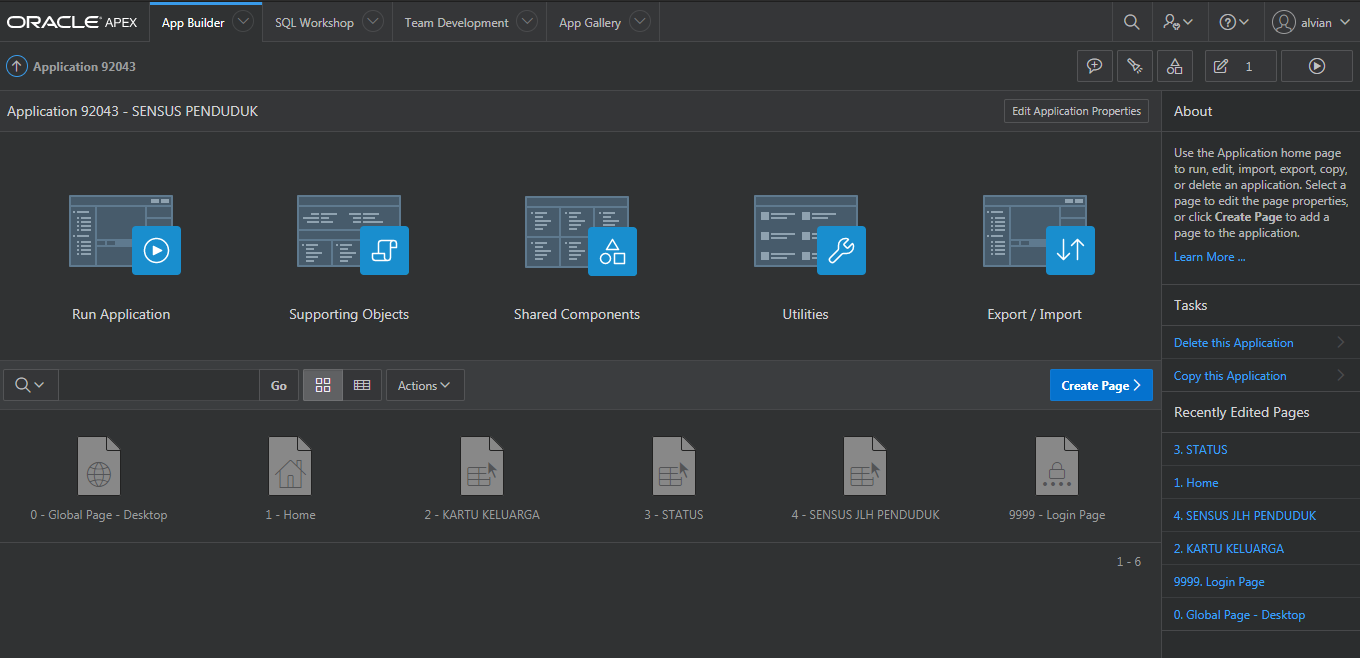 ORACLE APEX
App Builder
SQL Workshop
Team Development
App Gallery
alvian
Application 92043
1
Application 92043 - SENSUS PENDUDUK
Edit Application Properties
Run Application
Supporting Objects
Shared Components
Utilities
Export / Import
Go
Actions
Create Page
0 - Global Page - Desktop
1 - Home
2 - KARTU KELUARGA
3 - STATUS
4 - SENSUS JLH PENDUDUK
9999 - Login Page
1 - 6
About
Use the Application home page
to run, edit, import, export, copy,
or delete an application. Select a
page to edit the page properties,
or click Create Page to add a
page to the application.
Learn More ...
Tasks
Delete this Application
Copy this Application
Recently Edited Pages
3. STATUS
1. Home
4. SENSUS JLH PENDUDUK
2. KARTU KELUARGA
9999. Login Page
0. Global Page - Desktop